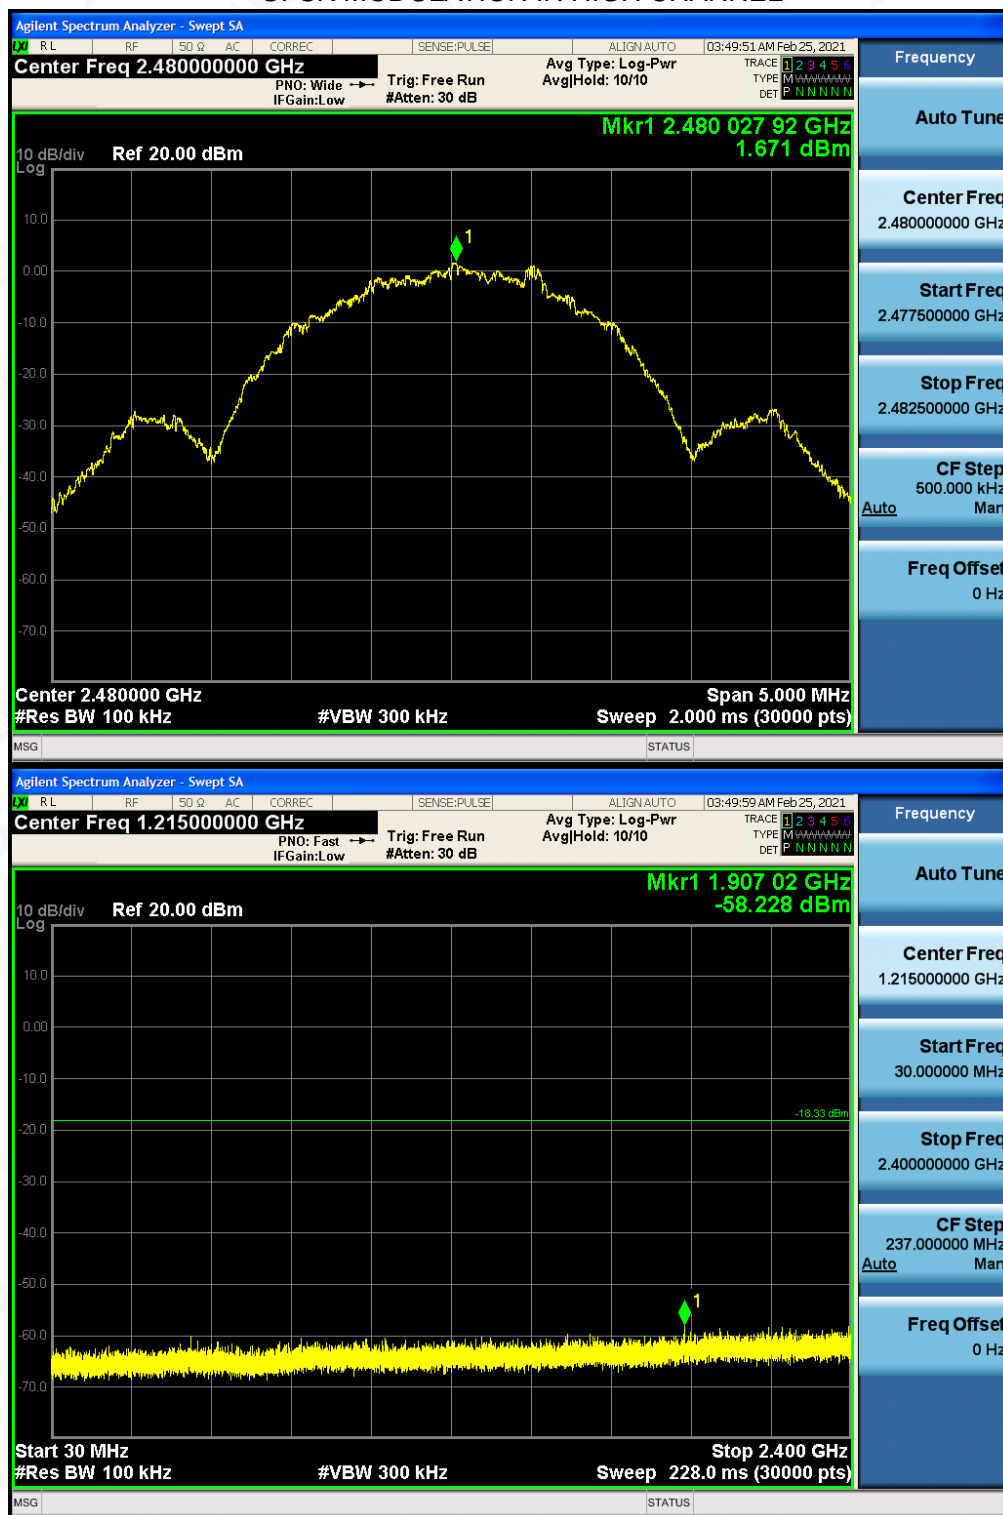 Agilent Spectrum Analyzer - Swept SA
LXI RL RF 50 Ω AC CORREC SENSE:PULSE ALIGN AUTO 03:49:51 AM Feb 25, 2021
Center Freq 2.480000000 GHz
PNO: Wide
IFGain:Low
Trig: Free Run
#Atten: 30 dB
Avg Type: Log-Pwr
Avg|Hold: 10/10
TRACE 1 2 3 4 5 6
TYPE M
DET P N N N N N
Mkr1 2.480 027 92 GHz
1.671 dBm
10 dB/div
Log
Ref 20.00 dBm
1
10.0
0.00
-10.0
-20.0
-30.0
-40.0
-50.0
-60.0
-70.0
Center 2.480000 GHz
Span 5.000 MHz
#Res BW 100 kHz
#VBW 300 kHz
Sweep 2.000 ms (30000 pts)
MSG
STATUS
Frequency
Auto Tune
Center Freq
2.480000000 GHz
Start Freq
2.477500000 GHz
Stop Freq
2.482500000 GHz
CF Step
500.000 kHz
Auto Man
Freq Offset
0 Hz
Agilent Spectrum Analyzer - Swept SA
LXI RL RF 50 Ω AC CORREC SENSE:PULSE ALIGN AUTO 03:49:59 AM Feb 25, 2021
Center Freq 1.215000000 GHz
PNO: Fast
IFGain:Low
Trig: Free Run
#Atten: 30 dB
Avg Type: Log-Pwr
Avg|Hold: 10/10
TRACE 1 2 3 4 5 6
TYPE M
DET P N N N N N
Mkr1 1.907 02 GHz
-58.228 dBm
10 dB/div
Log
Ref 20.00 dBm
10.0
0.00
-10.0
-18.33 dBm
-20.0
-30.0
-40.0
-50.0
1
-60.0
-70.0
Start 30 MHz
Stop 2.400 GHz
#Res BW 100 kHz
#VBW 300 kHz
Sweep 228.0 ms (30000 pts)
MSG
STATUS
Frequency
Auto Tune
Center Freq
1.215000000 GHz
Start Freq
30.000000 MHz
Stop Freq
2.400000000 GHz
CF Step
237.000000 MHz
Auto Man
Freq Offset
0 Hz